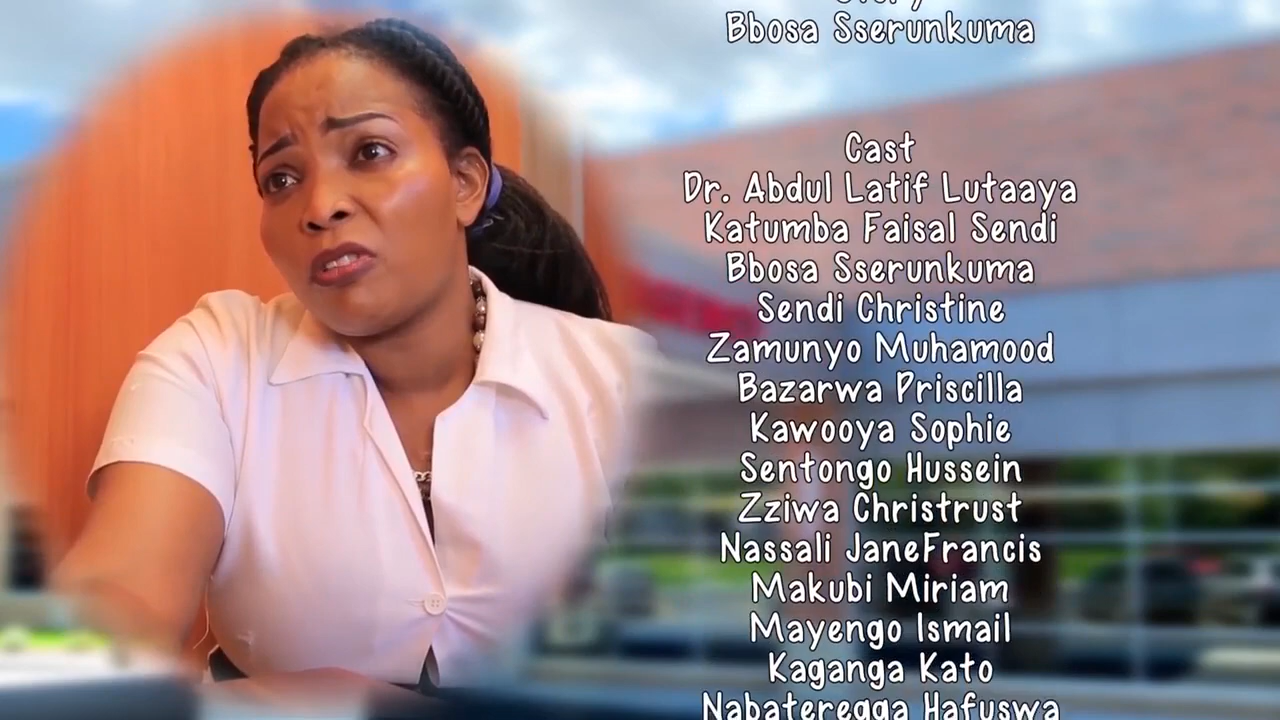 Story
Bbosa Sserunkuma
Cast
Dr. Abdul Latif Lutaaya
Katumba Faisal Sendi
Bbosa Sserunkuma
Sendi Christine
Zamunyo Muhamood
Bazarwa Priscilla
Kawooya Sophie
Sentongo Hussein
Zziwa Christrust
Nassali JaneFrancis
Makubi Miriam
Mayengo Ismail
Kaganga Kato
Nabateregga Hafuswa